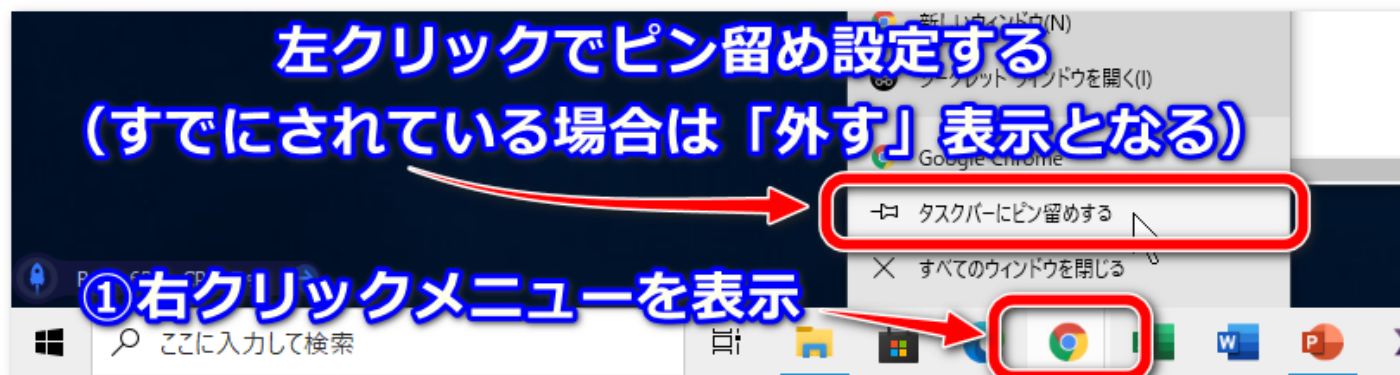 新しいウィンドウ(N)
左クリックでピン留め設定する
シークレット ウィンドウを開く(I)
（すでにされている場合は「外す」表示となる）
Google Chrome
タスクバーにピン留めする
すべてのウィンドウを閉じる
①右クリックメニューを表示
ここに入力して検索